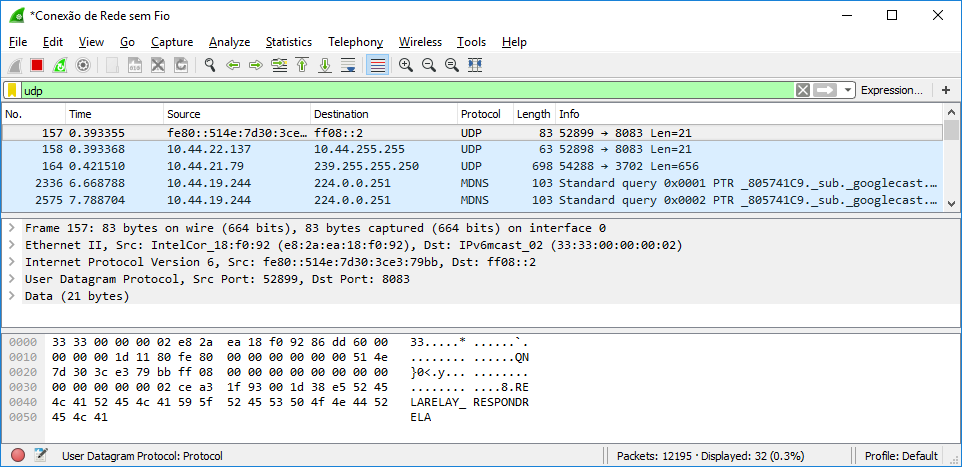 *Conexão de Rede sem Fio
File Edit View Go Capture Analyze Statistics Telephony Wireless Tools Help
udp Expression... +
No. Time Source Destination Protocol Length Info
157 0.393355 fe80::514e:7d30:3ce… ff08::2 UDP 83 52899 → 8083 Len=21
158 0.393368 10.44.22.137 10.44.255.255 UDP 63 52898 → 8083 Len=21
164 0.421510 10.44.21.79 239.255.255.250 UDP 698 54288 → 3702 Len=656
2336 6.668788 10.44.19.244 224.0.0.251 MDNS 103 Standard query 0x0001 PTR _805741C9._sub._googlecast.…
2575 7.788704 10.44.19.244 224.0.0.251 MDNS 103 Standard query 0x0002 PTR _805741C9._sub._googlecast.…
Frame 157: 83 bytes on wire (664 bits), 83 bytes captured (664 bits) on interface 0
Ethernet II, Src: IntelCor_18:f0:92 (e8:2a:ea:18:f0:92), Dst: IPv6mcast_02 (33:33:00:00:00:02)
Internet Protocol Version 6, Src: fe80::514e:7d30:3ce3:79bb, Dst: ff08::2
User Datagram Protocol, Src Port: 52899, Dst Port: 8083
Data (21 bytes)
0000 33 33 00 00 00 02 e8 2a ea 18 f0 92 86 dd 60 00 33.....* ......`.
0010 00 00 00 1d 11 80 fe 80 00 00 00 00 00 00 51 4e ........ ......QN
0020 7d 30 3c e3 79 bb ff 08 00 00 00 00 00 00 00 00 }0<.y... ........
0030 00 00 00 00 00 02 ce a3 1f 93 00 1d 38 e5 52 45 ........ ....8.RE
0040 4c 41 52 45 4c 41 59 5f 52 45 53 50 4f 4e 44 52 LARELAY_ RESPONDR
0050 45 4c 41 ELA
User Datagram Protocol: Protocol Packets: 12195 · Displayed: 32 (0.3%) Profile: Default